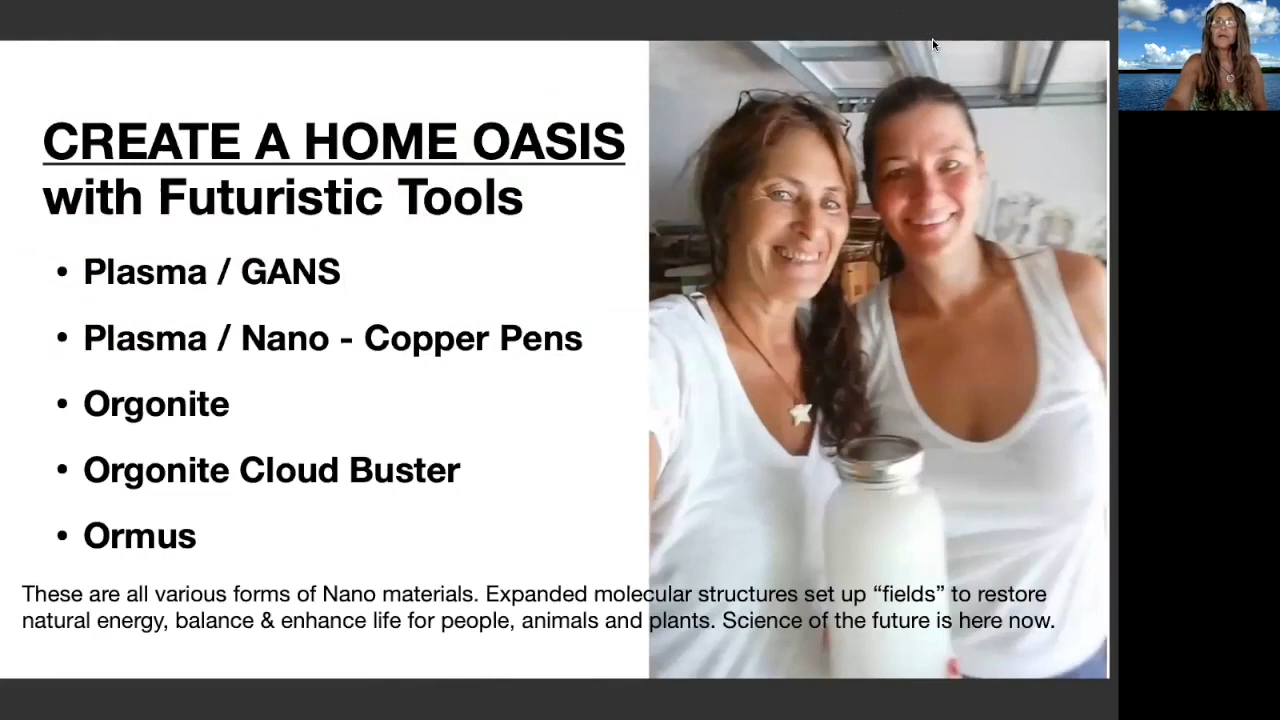 CREATE A HOME OASIS
with Futuristic Tools
• Plasma / GANS
• Plasma / Nano - Copper Pens
• Orgonite
• Orgonite Cloud Buster
• Ormus
These are all various forms of Nano materials. Expanded molecular structures set up “fields” to restore
natural energy, balance & enhance life for people, animals and plants. Science of the future is here now.